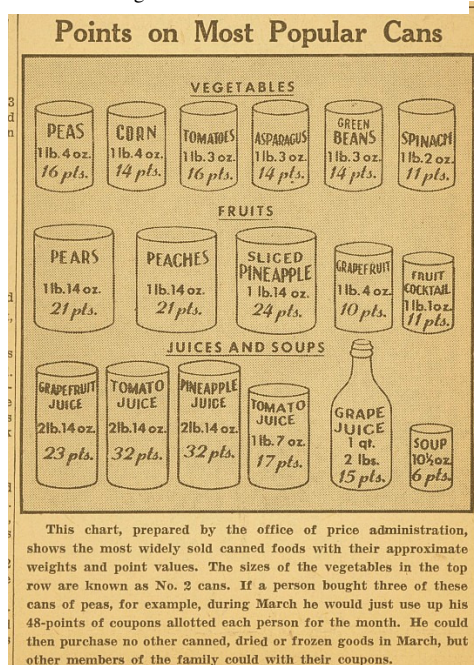 Points on Most Popular Cans
VEGETABLES
PEAS
1 lb. 4 oz.
16 pts.
CORN
1 lb. 4 oz.
14 pts.
TOMATOES
1 lb. 3 oz.
16 pts.
ASPARAGUS
1 lb. 3 oz.
14 pts.
GREEN
BEANS
1 lb. 3 oz.
14 pts.
SPINACH
1 lb. 2 oz.
11 pts.
FRUITS
PEARS
1 lb. 14 oz.
21 pts.
PEACHES
1 lb. 14 oz.
21 pts.
SLICED
PINEAPPLE
1 lb. 14 oz.
24 pts.
GRAPEFRUIT
1 lb. 4 oz.
10 pts.
FRUIT
COCKTAIL
1 lb. 1 oz.
11 pts.
JUICES AND SOUPS
GRAPEFRUIT
JUICE
2 lb. 14 oz.
23 pts.
TOMATO
JUICE
2 lb. 14 oz.
32 pts.
PINEAPPLE
JUICE
2 lb. 14 oz.
32 pts.
TOMATO
JUICE
1 lb. 7 oz.
17 pts.
GRAPE
JUICE
1 qt.
2 lbs.
15 pts.
SOUP
10½ oz.
6 pts.
This chart, prepared by the office of price administration,
shows the most widely sold canned foods with their approximate
weights and point values. The sizes of the vegetables in the top
row are known as No. 2 cans. If a person bought three of these
cans of peas, for example, during March he would just use up his
48-points of coupons allotted each person for the month. He could
then purchase no other canned, dried or frozen goods in March, but
other members of the family could with their coupons.